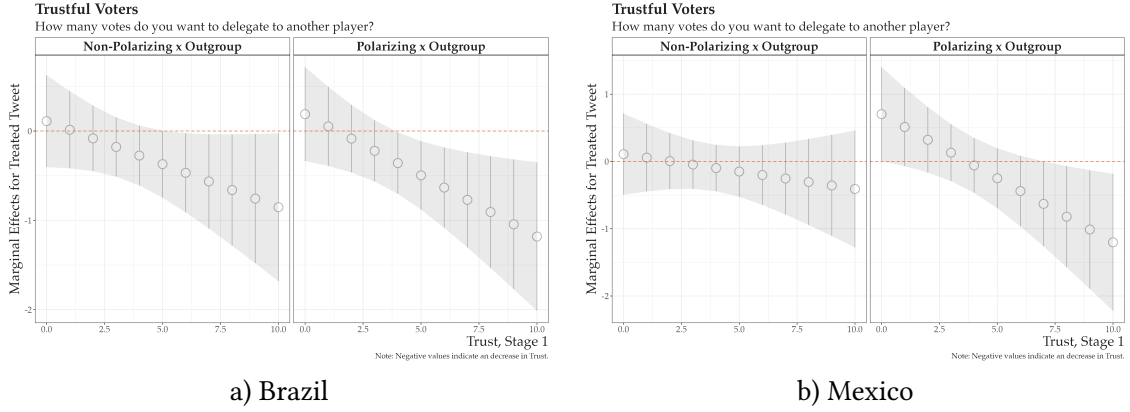 Trustful Voters
How many votes do you want to delegate to another player?
Non-Polarizing x Outgroup
Polarizing x Outgroup
Marginal Effects for Treated Tweet
0
-1
-2
0.0 2.5 5.0 7.5 10.0
0.0 2.5 5.0 7.5 10.0
Trust, Stage 1
Note: Negative values indicate an decrease in Trust.
a) Brazil
Trustful Voters
How many votes do you want to delegate to another player?
Non-Polarizing x Outgroup
Polarizing x Outgroup
Marginal Effects for Treated Tweet
1
0
-1
-2
0.0 2.5 5.0 7.5 10.0
0.0 2.5 5.0 7.5 10.0
Trust, Stage 1
Note: Negative values indicate an decrease in Trust.
b) Mexico